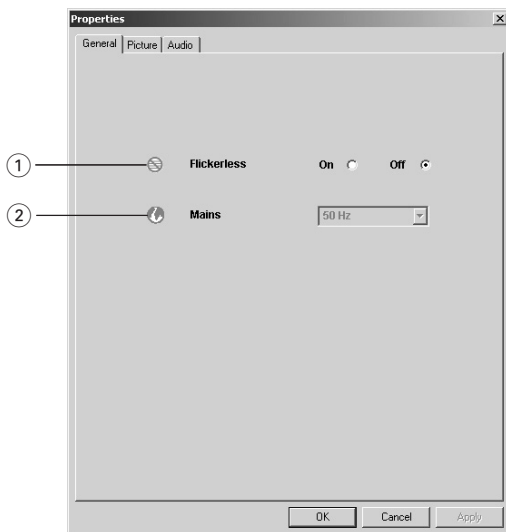 Properties
General Picture Audio
1 Flickerless On Off
2 Mains 50 Hz
OK Cancel Apply